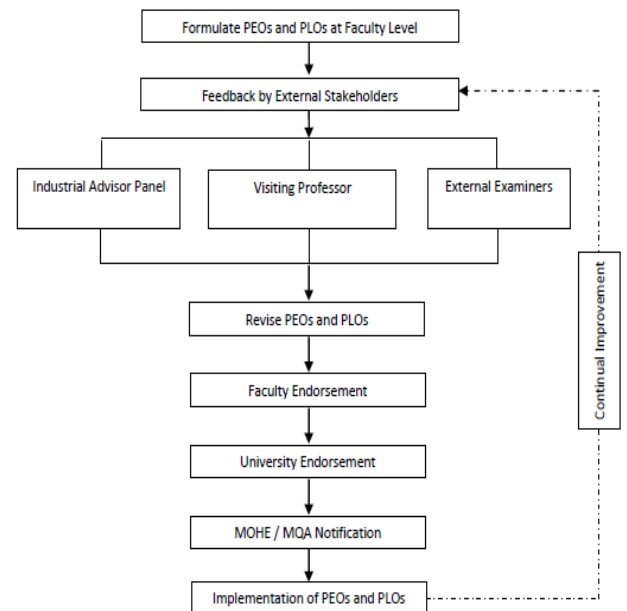 Formulate PEOs and PLOs at Faculty Level
Feedback by External Stakeholders
Industrial Advisor Panel
Visiting Professor
External Examiners
Revise PEOs and PLOs
Faculty Endorsement
University Endorsement
MOHE / MQA Notification
Implementation of PEOs and PLOs
Continual Improvement